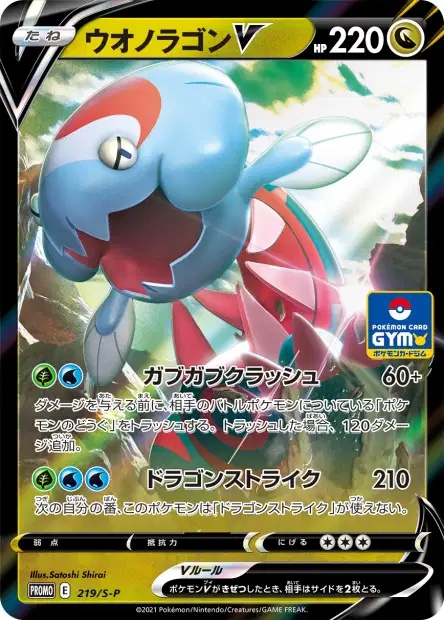 たね ウオノラゴンV HP 220
POKÉMON CARD
GYM
ポケモンカードジム
ガブガブクラッシュ 60+
ダメージを与える前に、相手のバトルポケモンについている「ポケ
モンのどうぐ」をトラッシュする。トラッシュした場合、120ダメー
ジ追加。
ドラゴンストライク 210
次の自分の番、このポケモンは「ドラゴンストライク」が使えない。
弱点 抵抗力 にげる
Illus.Satoshi Shirai
Vルール
PROMO E 219/S-P
ポケモンVがきぜつしたとき、相手はサイドを2枚とる。
©2021 Pokémon/Nintendo/Creatures/GAME FREAK.